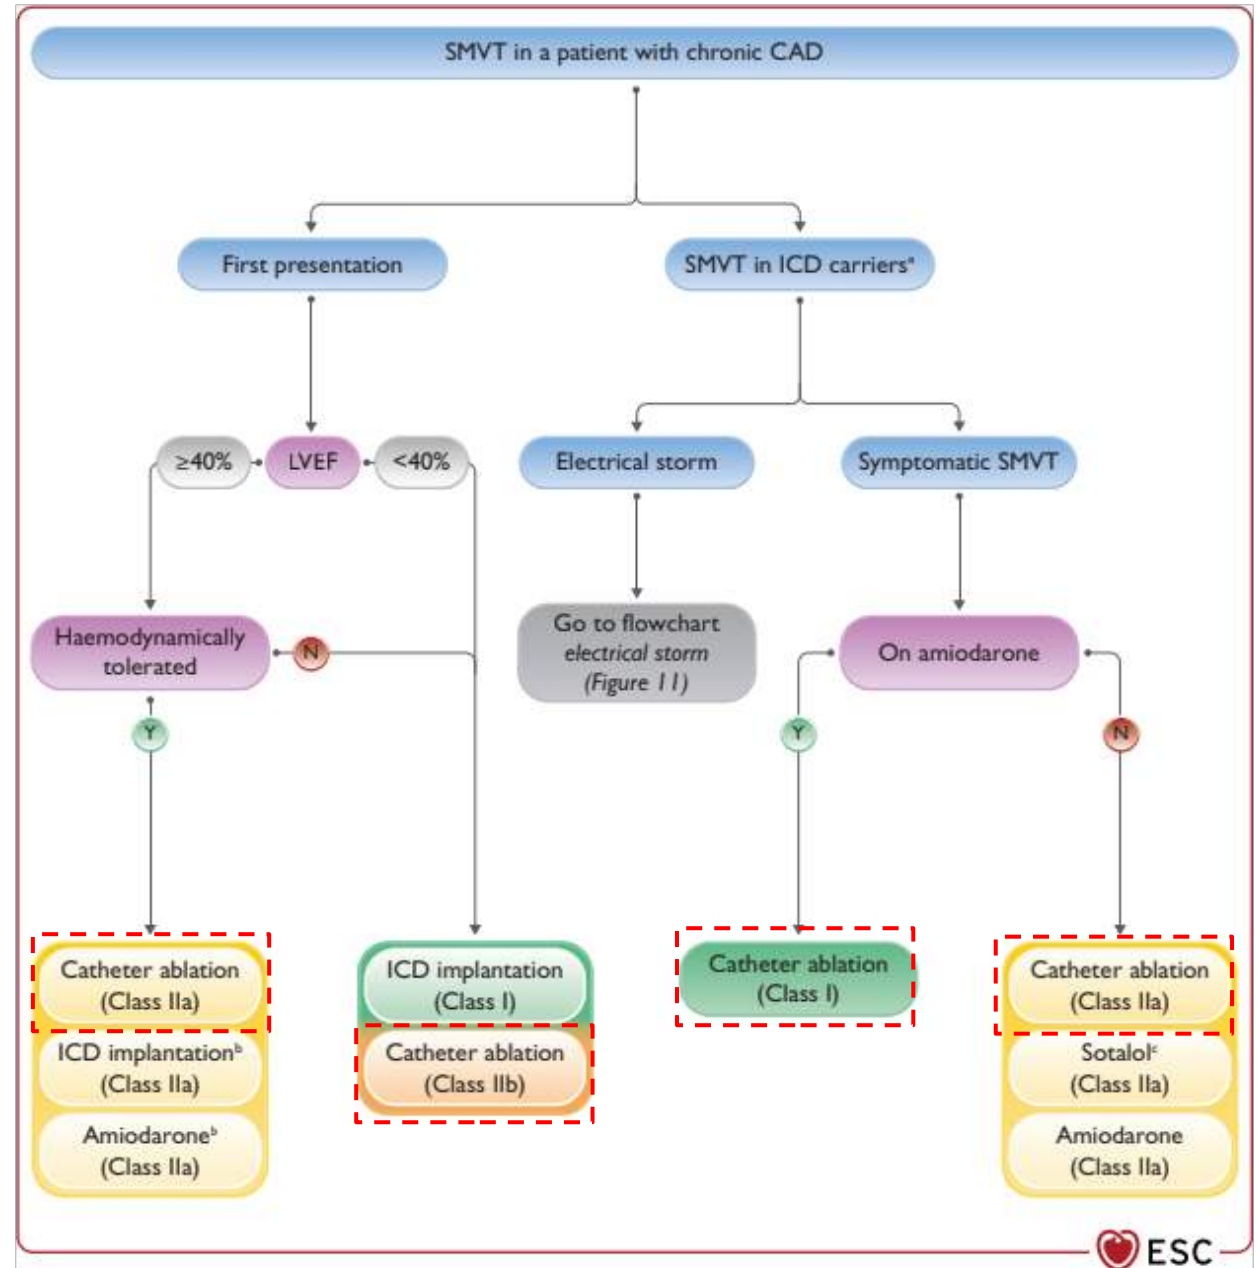 SMVT in a patient with chronic CAD
First presentation
SMVT in ICD carriersᵃ
≥40%
LVEF
<40%
Electrical storm
Symptomatic SMVT
Haemodynamically
tolerated
N
Go to flowchart
electrical storm
(Figure 11)
On amiodarone
Y
Y
N
Catheter ablation
(Class IIa)
ICD implantationᵇ
(Class IIa)
Amiodaroneᵇ
(Class IIa)
ICD implantation
(Class I)
Catheter ablation
(Class IIb)
Catheter ablation
(Class I)
Catheter ablation
(Class IIa)
Sotalolᶜ
(Class IIa)
Amiodarone
(Class IIa)
ESC